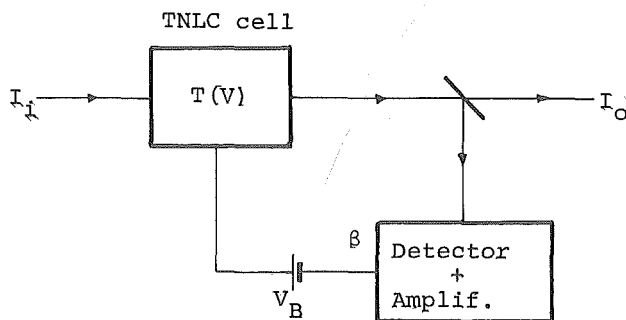 TNLC cell
I_i
T(V)
I_o
β
Detector
+
Amplif.
V_B